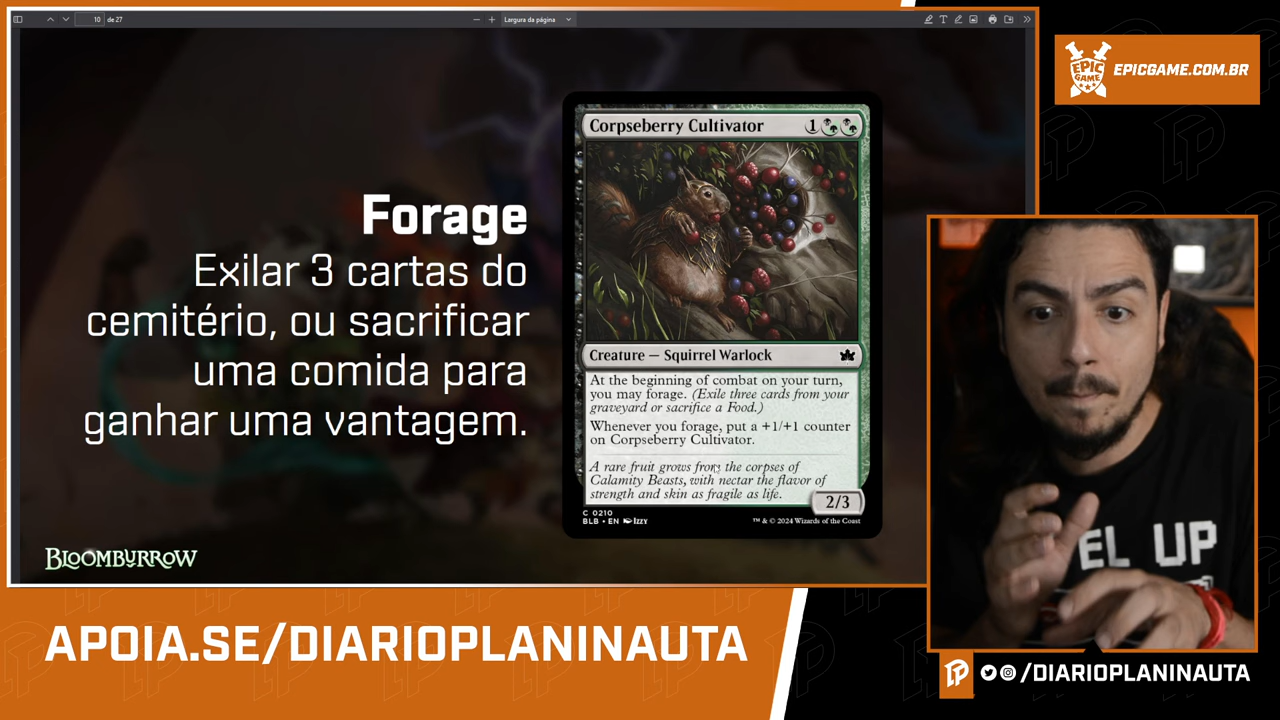 10 de 27
Largura da página
EPIC GAME
EPICGAME.COM.BR
Forage
Exilar 3 cartas do
cemitério, ou sacrificar
uma comida para
ganhar uma vantagem.
Corpseberry Cultivator 1
Creature — Squirrel Warlock
At the beginning of combat on your turn,
you may forage. (Exile three cards from your
graveyard or sacrifice a Food.)
Whenever you forage, put a +1/+1 counter
on Corpseberry Cultivator.
A rare fruit grows from the corpses of
Calamity Beasts, with nectar the flavor of
strength and skin as fragile as life.
2/3
C 0210
BLB • EN IZZY
™ & © 2024 Wizards of the Coast
BLOOMBURROW
EL UP
APOIA.SE/DIARIOPLANINAUTA
/DIARIOPLANINAUTA